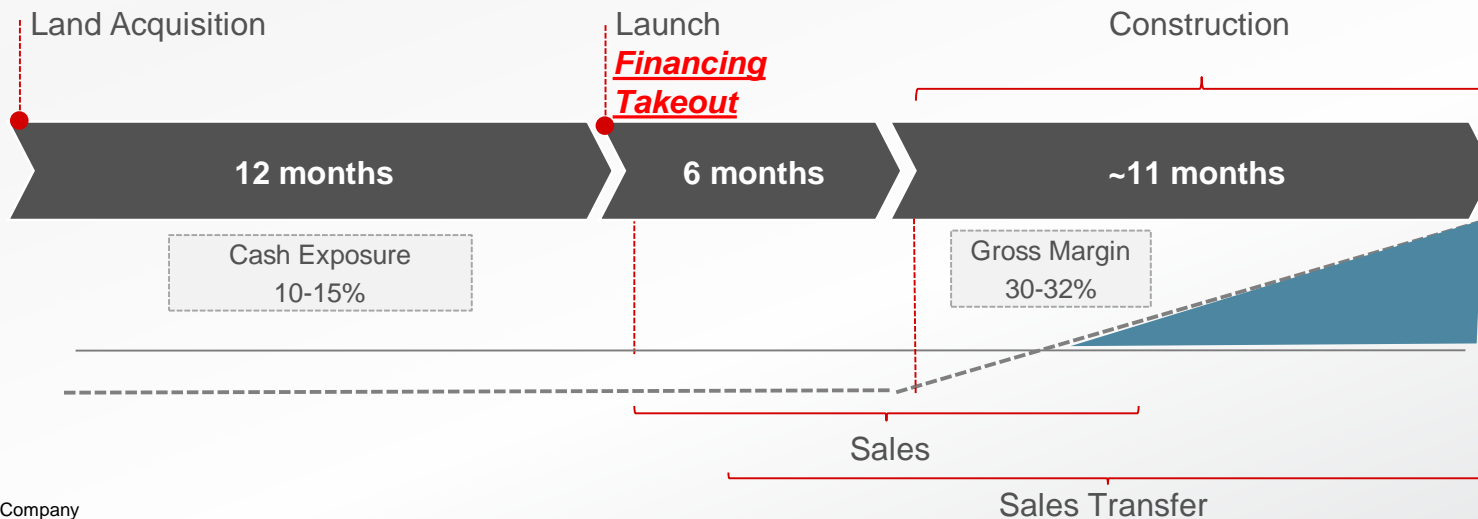 Land Acquisition
Launch
Financing
Takeout
Construction
12 months
6 months
~11 months
Cash Exposure
10-15%
Gross Margin
30-32%
Sales
Sales Transfer
Company